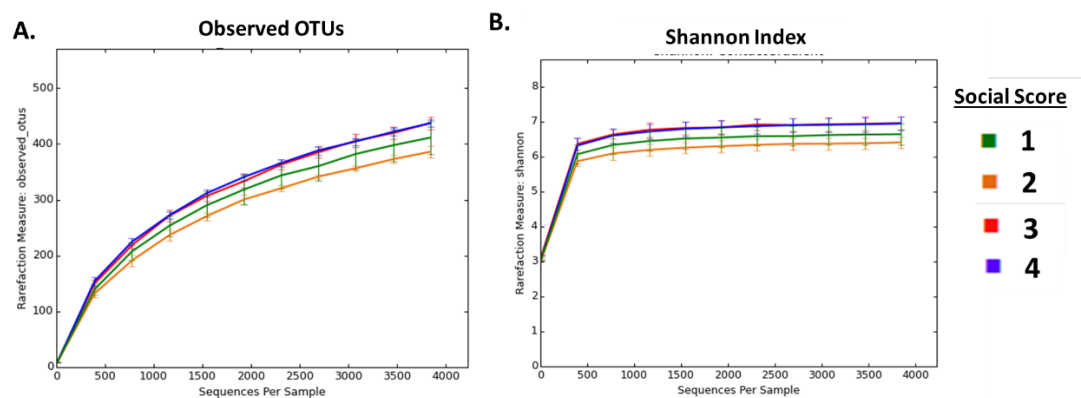 A.
Observed OTUs
500
400
300
200
100
0
Rarefaction Measure: observed_otus
0 500 1000 1500 2000 2500 3000 3500 4000
Sequences Per Sample
B.
Shannon Index
8
7
6
5
4
3
2
1
0
Rarefaction Measure: shannon
0 500 1000 1500 2000 2500 3000 3500 4000
Sequences Per Sample
Social Score
1
2
3
4